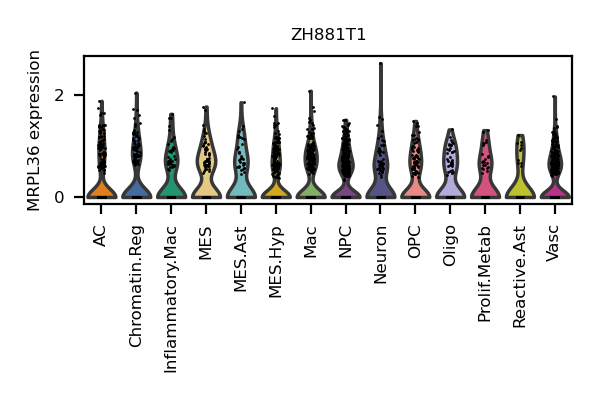 ZH881T1
MRPL36 expression
2
0
AC
Chromatin.Reg
Inflammatory.Mac
MES
MES.Ast
MES.Hyp
Mac
NPC
Neuron
OPC
Oligo
Prolif.Metab
Reactive.Ast
Vasc